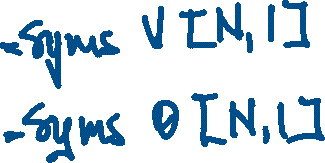 -Syms V [N,1]
-Syms θ [N,1]